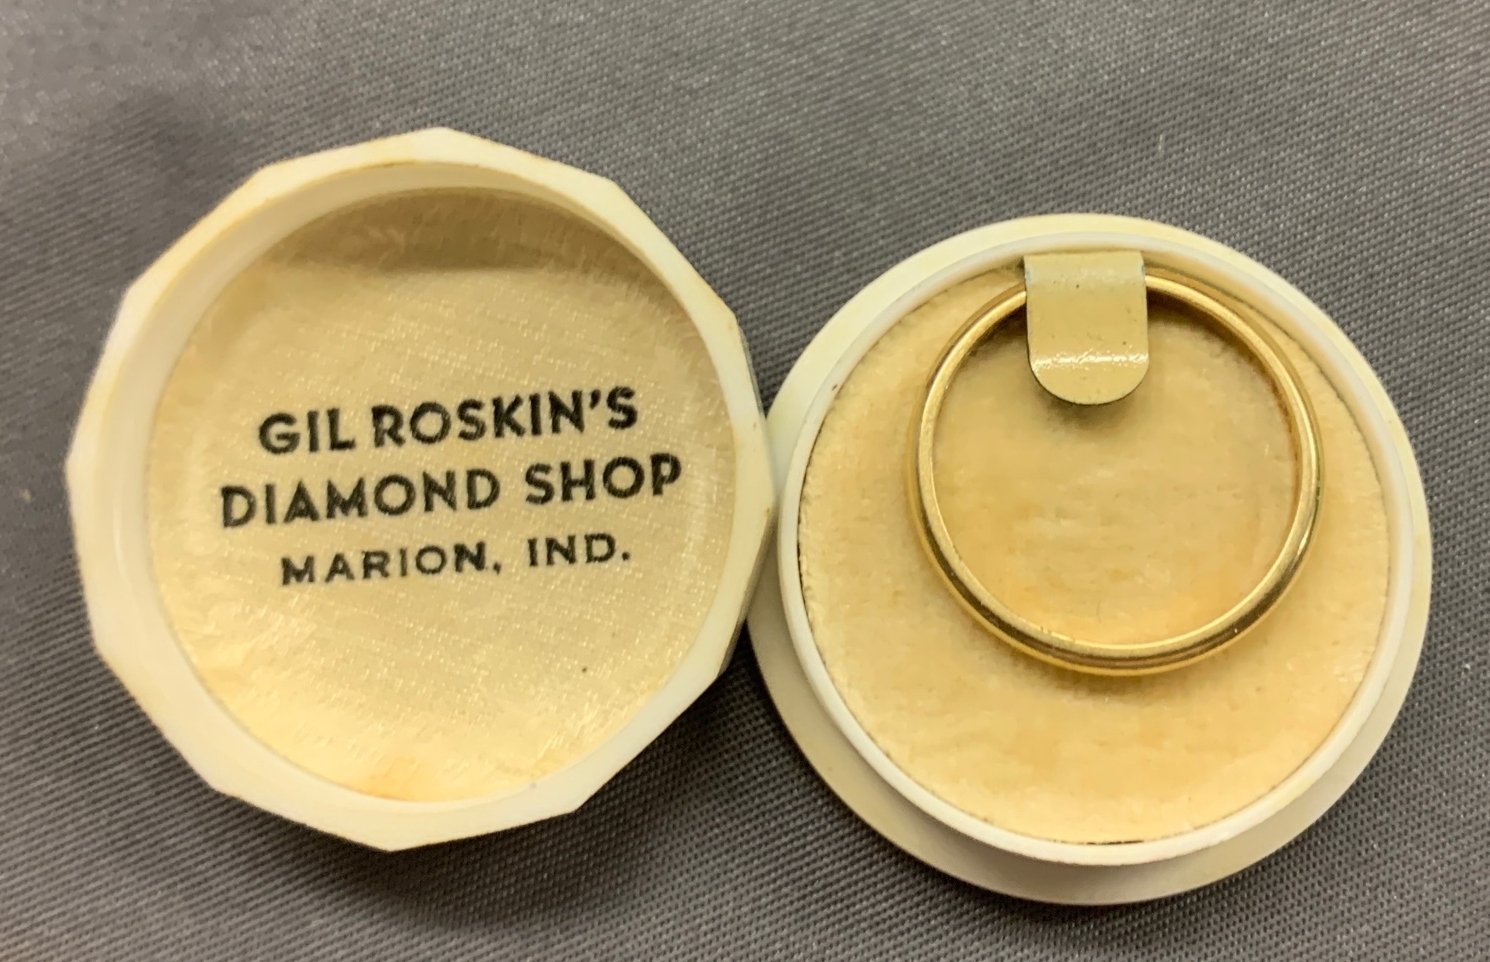 GIL ROSKIN'S
DIAMOND SHOP
MARION, IND.